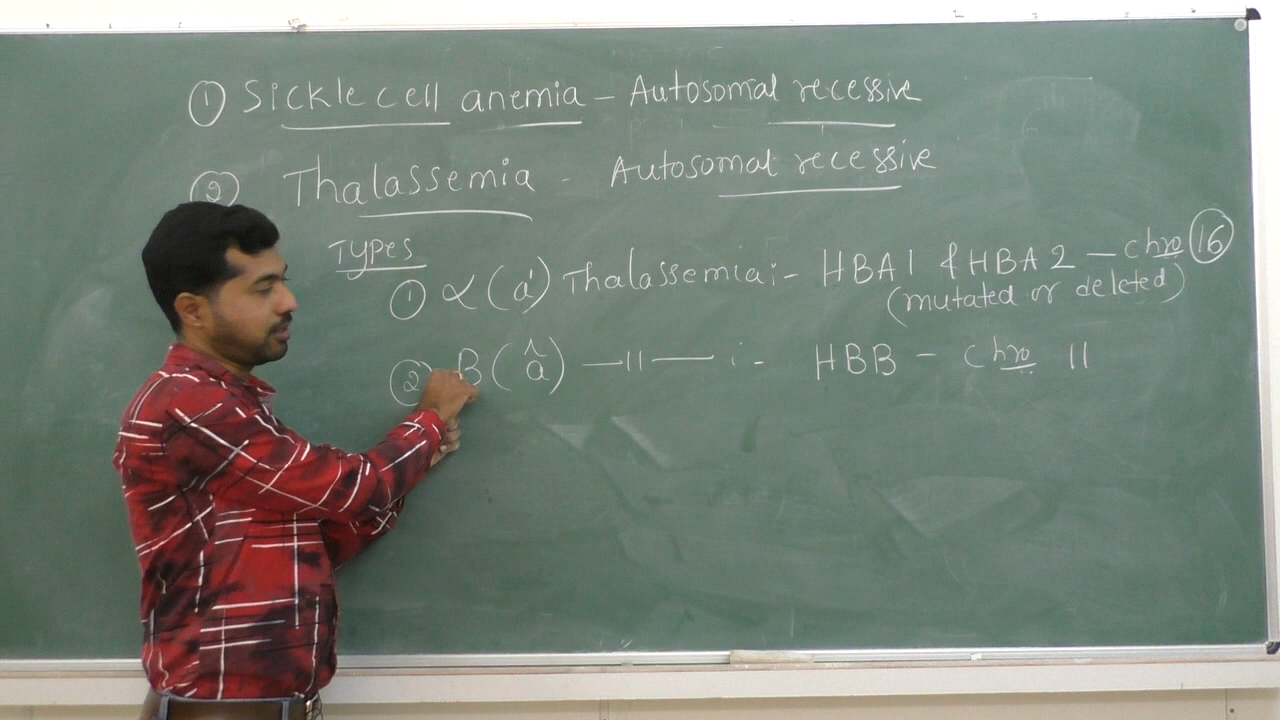 ① Sickle cell anemia – Autosomal recessive
② Thalassemia - Autosomal recessive
Types
① α (á) Thalassemia :- HBA1 & HBA2 – chro 16
(mutated or deleted)
② B (â) —11— :- HBB – chro 11